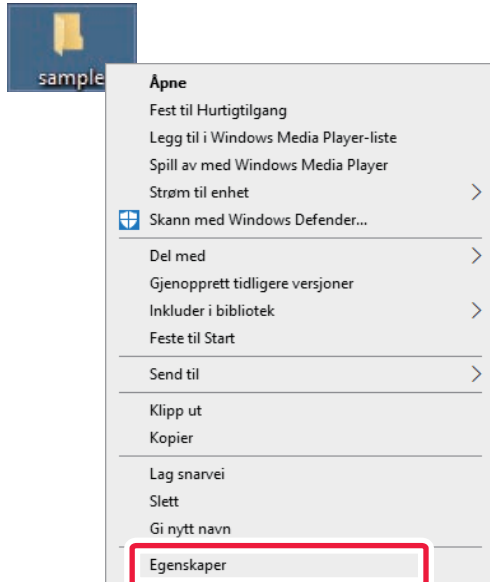 sample
Åpne
Fest til Hurtigtilgang
Legg til i Windows Media Player-liste
Spill av med Windows Media Player
Strøm til enhet
Skann med Windows Defender...
Del med
Gjenopprett tidligere versjoner
Inkluder i bibliotek
Feste til Start
Send til
Klipp ut
Kopier
Lag snarvei
Slett
Gi nytt navn
Egenskaper